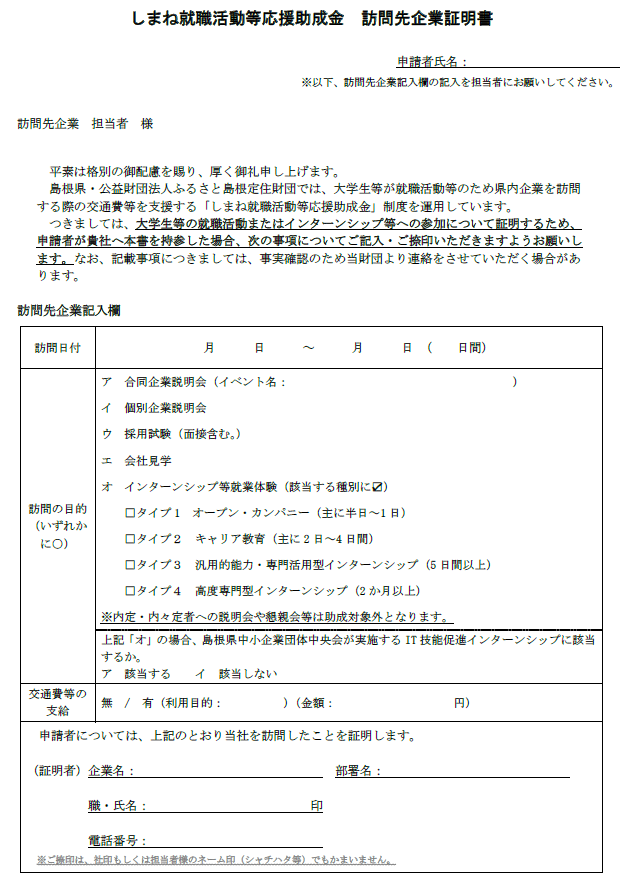 しまね就職活動等応援助成金　訪問先企業証明書
申請者氏名：
※以下、訪問先企業記入欄の記入を担当者にお願いしてください。
訪問先企業　担当者　様
平素は格別の御配慮を賜り、厚く御礼申し上げます。
島根県・公益財団法人ふるさと島根定住財団では、大学生等が就職活動等のため県内企業を訪問
する際の交通費等を支援する「しまね就職活動等応援助成金」制度を運用しています。
つきましては、大学生等の就職活動またはインターンシップ等への参加について証明するため、
申請者が貴社へ本書を持参した場合、次の事項についてご記入・ご捺印いただきますようお願いし
ます。なお、記載事項につきましては、事実確認のため当財団より連絡をさせていただく場合があ
ります。
訪問先企業記入欄
訪問日付　月　日　～　月　日　（　日間）
訪問の目的
（いずれか
に〇）
ア　合同企業説明会（イベント名：　）
イ　個別企業説明会
ウ　採用試験（面接含む。）
エ　会社見学
オ　インターンシップ等就業体験（該当する種別に☑）
□タイプ１　オープン・カンパニー（主に半日～1日）
□タイプ２　キャリア教育（主に2日～4日間）
□タイプ３　汎用的能力・専門活用型インターンシップ（5日間以上）
□タイプ４　高度専門型インターンシップ（2か月以上）
※内定・内々定者への説明会や懇親会等は助成対象外となります。
上記「オ」の場合、島根県中小企業団体中央会が実施するIT技能促進インターンシップに該当
するか。
ア　該当する　　イ　該当しない
交通費等の
支給
無　/　有（利用目的：　）（金額：　円）
申請者については、上記のとおり当社を訪問したことを証明します。
（証明者）企業名：　部署名：
職・氏名：　印
電話番号：
※ご捺印は、社印もしくは担当者様のネーム印（シャチハタ等）でもかまいません。